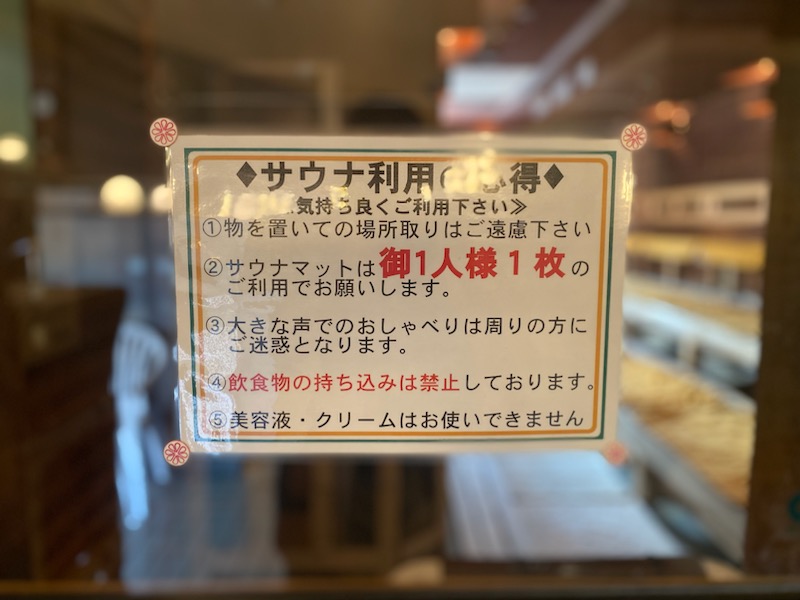 ◆サウナ利用の心得◆
気持ち良くご利用下さい≫
①物を置いての場所取りはご遠慮下さい
②サウナマットは御1人様1枚の
ご利用でお願いします。
③大きな声でのおしゃべりは周りの方に
ご迷惑となります。
④飲食物の持ち込みは禁止しております。
⑤美容液・クリームはお使いできません